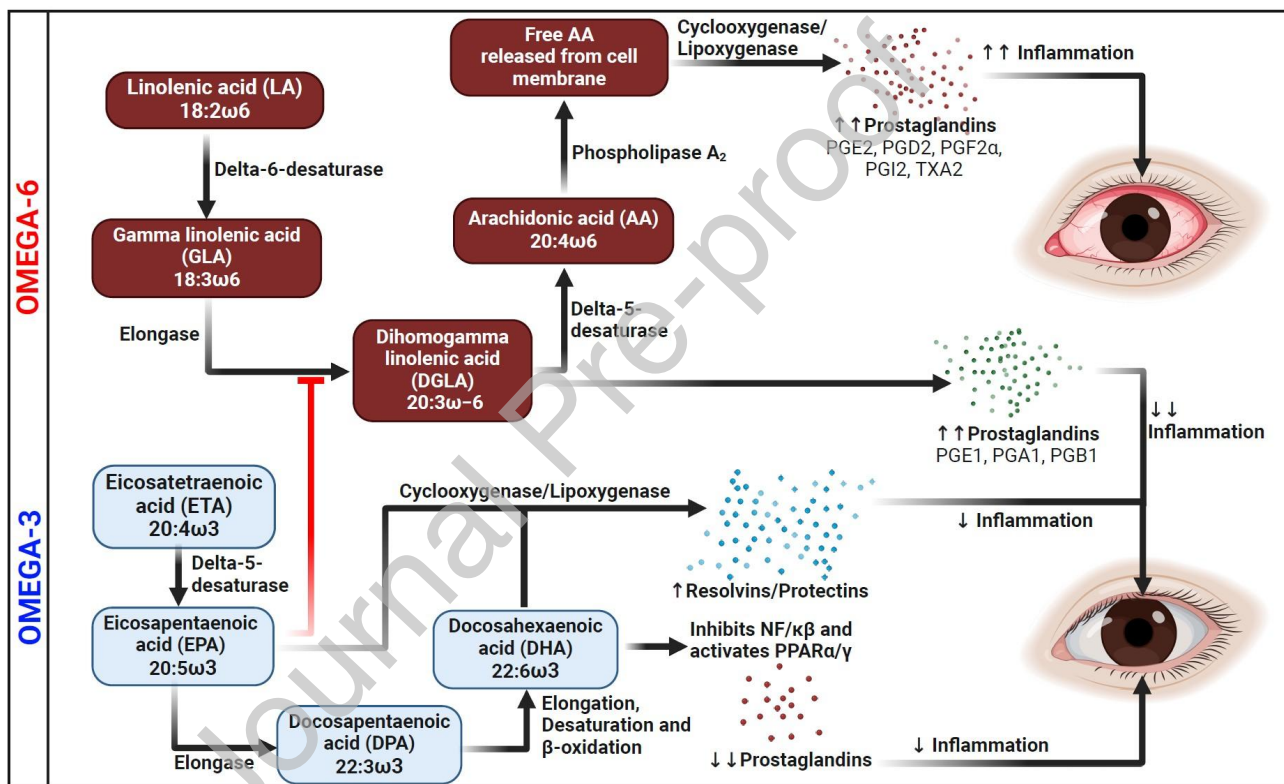 OMEGA-6
Linolenic acid (LA)
18:2ω6
Delta-6-desaturase
Gamma linolenic acid
(GLA)
18:3ω6
Elongase
Dihomogamma
linolenic acid
(DGLA)
20:3ω-6
Delta-5-
desaturase
Arachidonic acid (AA)
20:4ω6
Phospholipase A₂
Free AA
released from cell
membrane
Cyclooxygenase/
Lipoxygenase
↑↑Prostaglandins
PGE2, PGD2, PGF2α,
PGI2, TXA2
↑↑ Inflammation
↑↑Prostaglandins
PGE1, PGA1, PGB1
↓↓
Inflammation
OMEGA-3
Eicosatetraenoic
acid (ETA)
20:4ω3
Delta-5-
desaturase
Eicosapentaenoic
acid (EPA)
20:5ω3
Elongase
Docosapentaenoic
acid (DPA)
22:3ω3
Elongation,
Desaturation and
β-oxidation
Docosahexaenoic
acid (DHA)
22:6ω3
Cyclooxygenase/Lipoxygenase
↑Resolvins/Protectins
↓ Inflammation
Inhibits NF/κβ and
activates PPARα/γ
↓↓Prostaglandins
↓ Inflammation
Journal Pre-proof